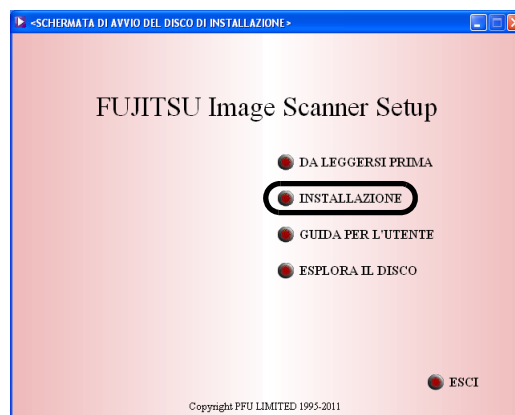 <SCHERMATA DI AVVIO DEL DISCO DI INSTALLAZIONE>
FUJITSU Image Scanner Setup
DA LEGGERSI PRIMA
INSTALLAZIONE
GUIDA PER L'UTENTE
ESPLORA IL DISCO
ESCI
Copyright PFU LIMITED 1995-2011